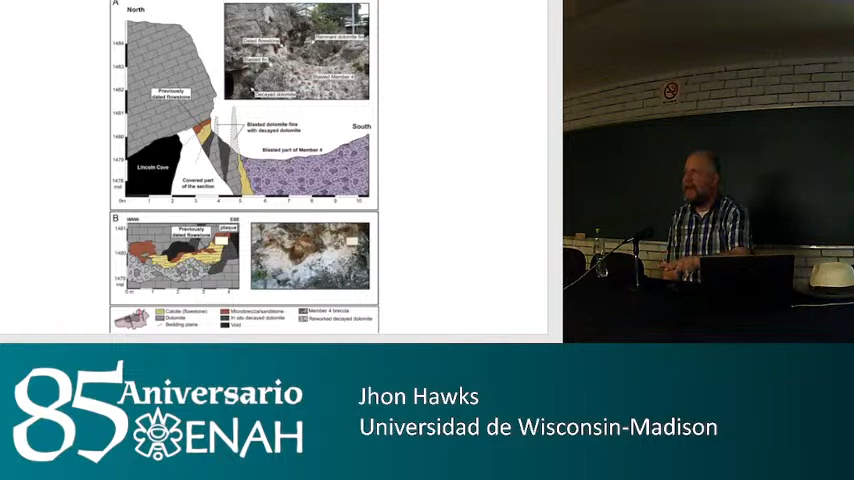 A
North
1484
1483
1482
1481
1480
1479
1478
msl
Previously
dated flowstone
Dated flowstone
Remnant dolomite fin
Blasted fin
Blasted Member 4
Decayed dolomite
Blasted dolomite fins
with decayed dolomite
South
Blasted part of Member 4
Lincoln Cave
Covered part
of the section
0m 1 2 3 4 5 6 7 8 9 10
B
WNW
ESE
1481
1480
1479
Previously
dated flowstone
plaque
0 m 1 2 3 4
Calcite (flowstone)
Dolomite
Bedding plane
Microbreccia/sandstone
In situ decayed dolomite
Void
Member 4 breccia
Reworked decayed dolomite
85 Aniversario
ENAH
Jhon Hawks
Universidad de Wisconsin-Madison